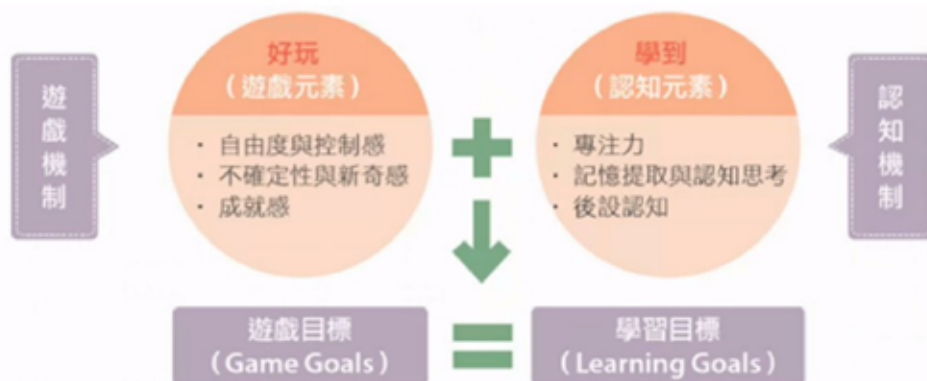 遊戲機制
好玩
（遊戲元素）
・自由度與控制感
・不確定性與新奇感
・成就感
學到
（認知元素）
・專注力
・記憶提取與認知思考
・後設認知
認知機制
遊戲目標
（Game Goals）
學習目標
（Learning Goals）